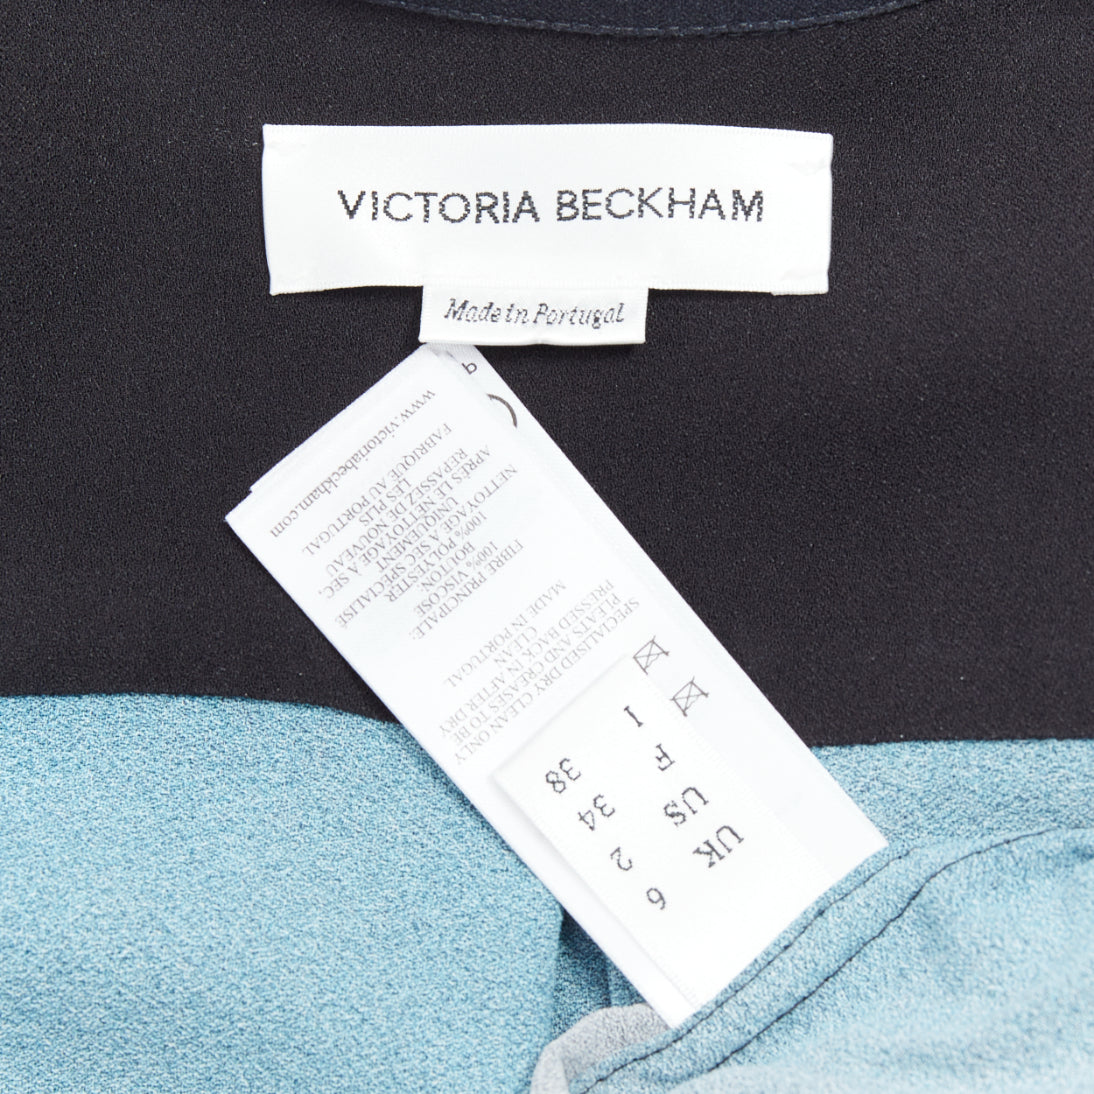 VICTORIA BECKHAM
Made in Portugal
UK 6
US 2
F 34
I 38
SPECIALISED DRY CLEAN ONLY
PLEATS AND CREASES TO BE
PRESSED BACK IN AFTER DRY
CLEAN
MADE IN PORTUGAL
FIBRE PRINCIPALE:
100% VISCOSE
BOUTON:
100% POLYESTER
UNIQUEMENT
NETTOYAGE A SEC SPECIALISE
APRÈS LE NETTOYAGE A SEC,
REPASSEZ DE NOUVEAU
LES PLIS
FABRIQUE AU PORTUGAL
www.victoriabeckham.com